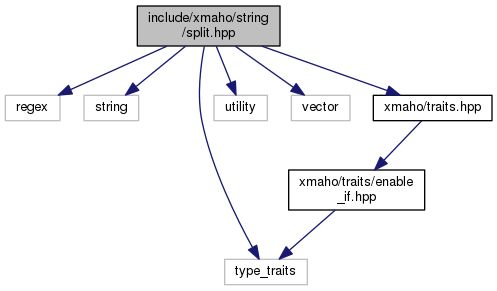 include/xmaho/string
/split.hpp
regex
string
utility
vector
xmaho/traits.hpp
xmaho/traits/enable
_if.hpp
type_traits